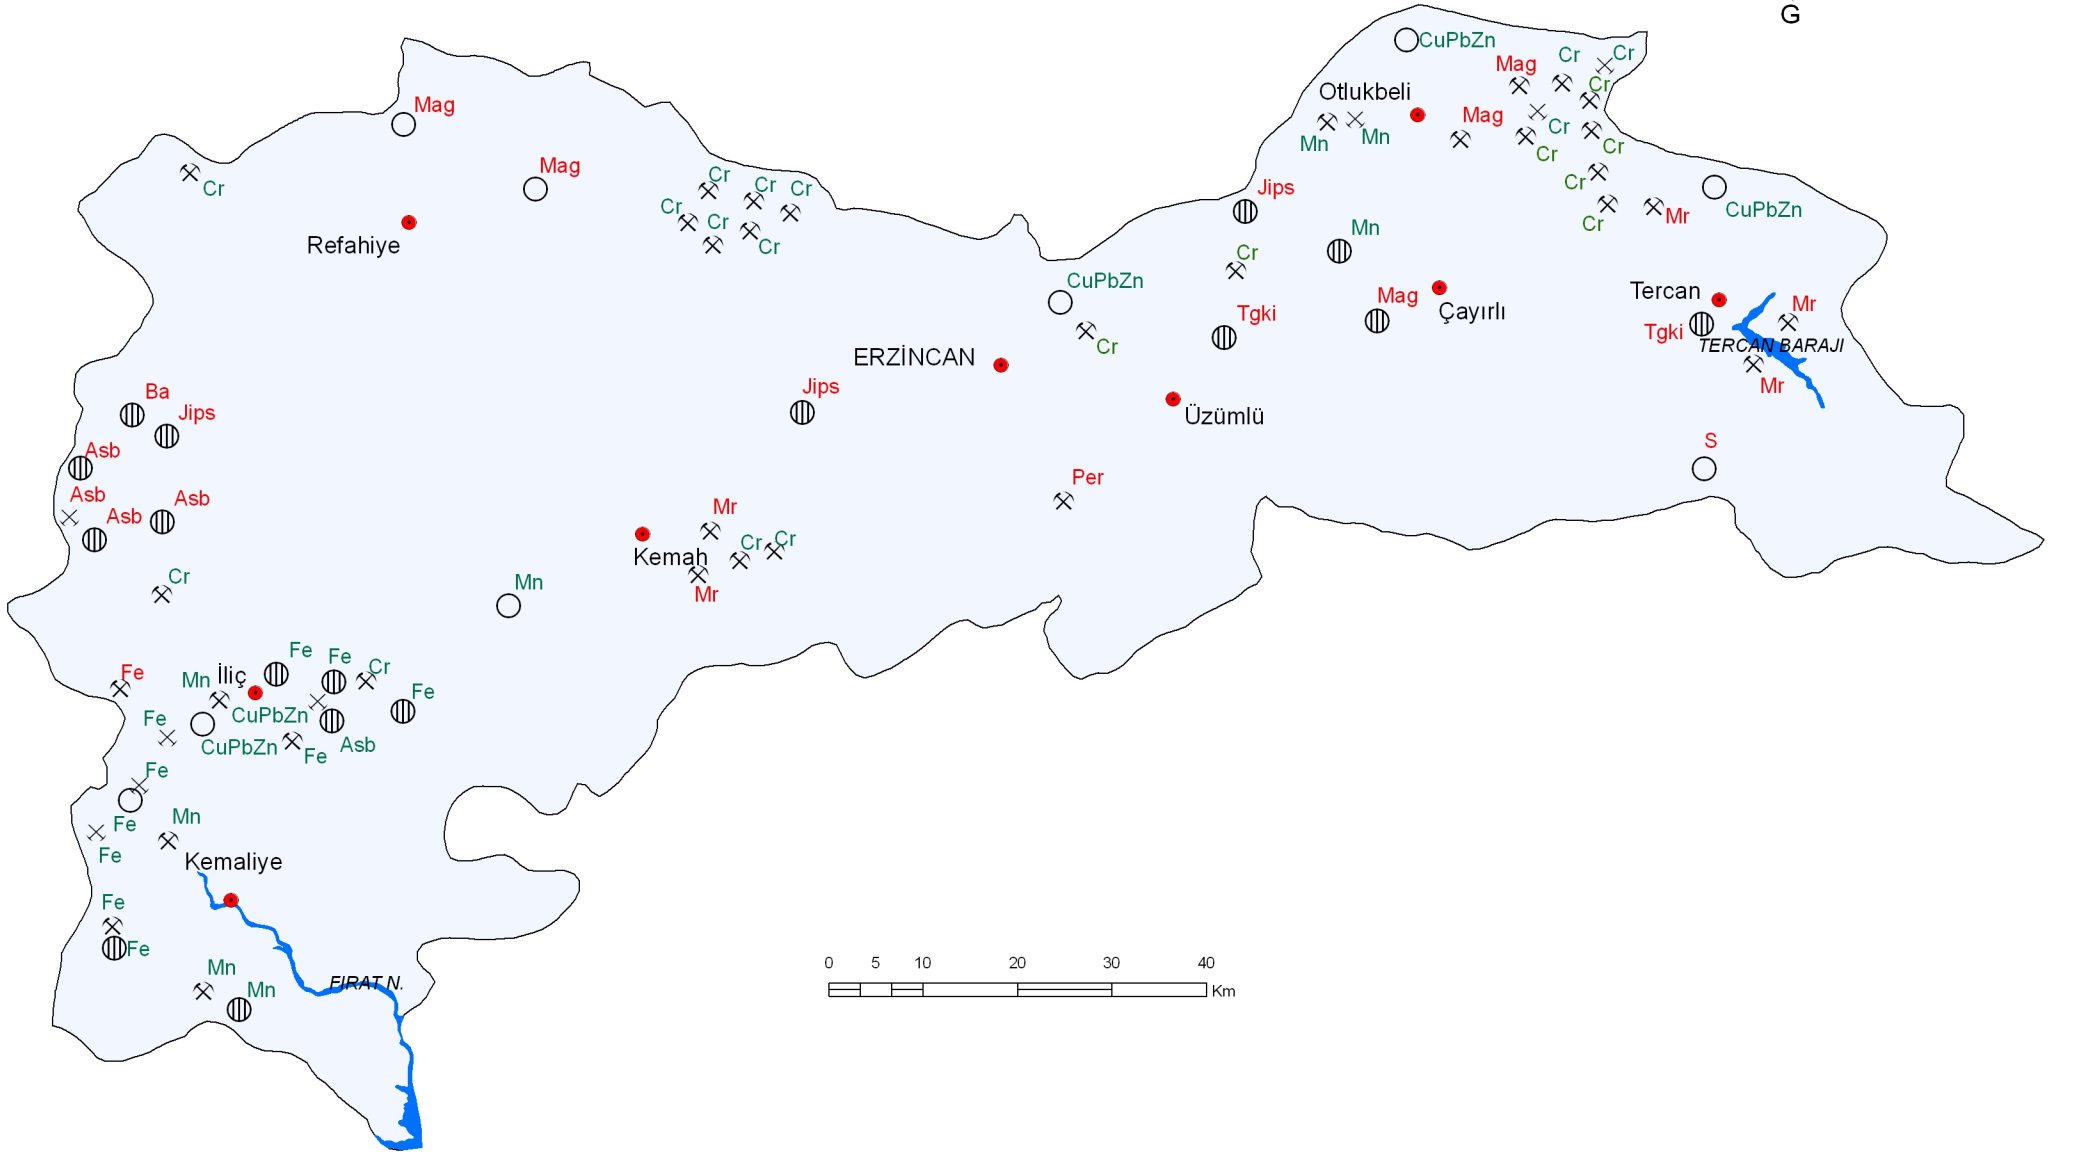 G
CuPbZn
Cr
Cr
Mag
Cr
Otlukbeli
Mag
Mag
Cr
Mn
Mn
Cr
Cr
Mag
Cr
Cr
Cr
Cr
Cr
Jips
Cr
Cr
Cr
Cr
Mr
CuPbZn
Cr
Mn
Refahiye
Cr
CuPbZn
Tercan
Mag
Mr
Çayırlı
Tgki
Tgki
Cr
TERCAN BARAJI
ERZİNCAN
Mr
Jips
Ba
Jips
Üzümlü
S
Asb
Per
Asb
Asb
Asb
Mr
Cr
Cr
Kemah
Cr
Mn
Mr
Fe
Fe
Cr
Fe
İliç
Mn
Fe
CuPbZn
Fe
CuPbZn
Asb
Fe
Fe
Fe
Mn
Fe
Kemaliye
Fe
Fe
Mn
Mn
FIRAT N.
0 5 10 20 30 40
Km